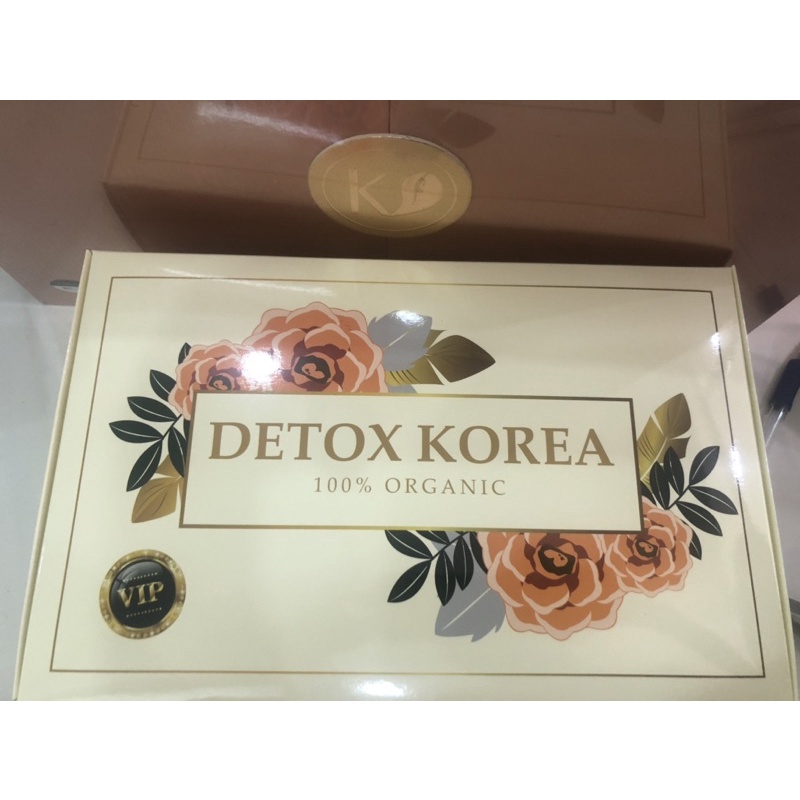 K
DETOX KOREA
100% ORGANIC
VIP